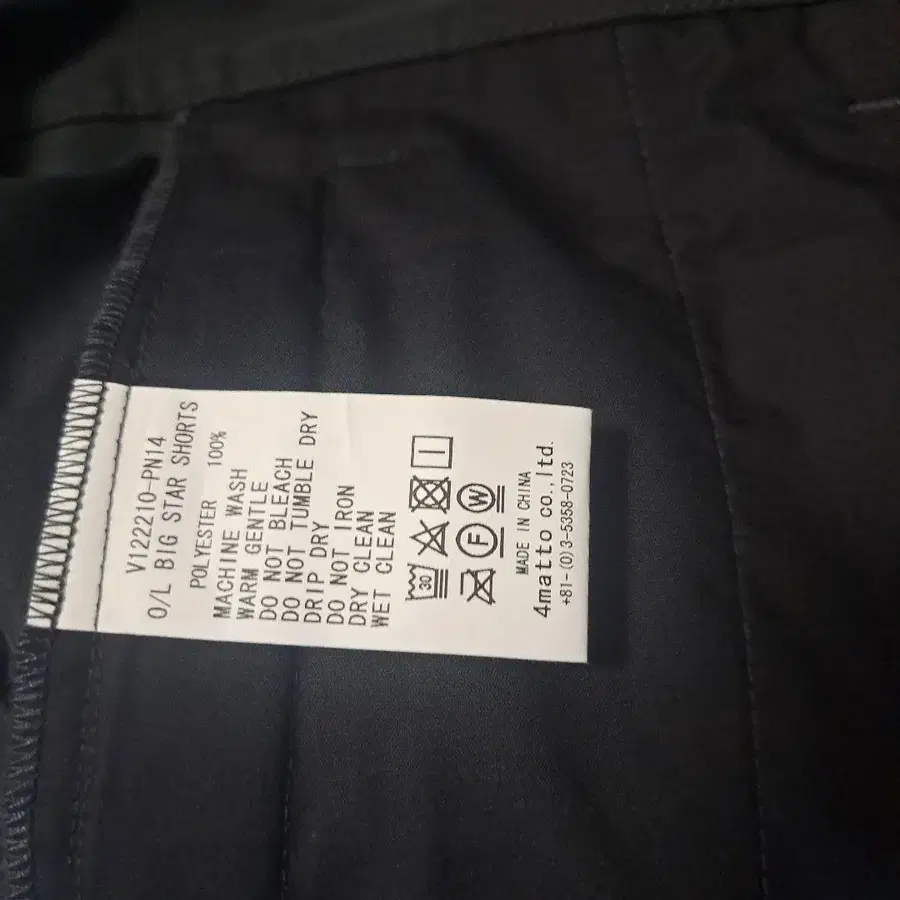 V122210-PN14
O/L BIG STAR SHORTS
POLYESTER 100%
MACHINE WASH
WARM GENTLE
DO NOT BLEACH
DO NOT TUMBLE DRY
DRIP DRY
DO NOT IRON
DRY CLEAN
WET CLEAN
30
F W
MADE IN CHINA
4matto co.,ltd.
+81-(0)3-5358-0723